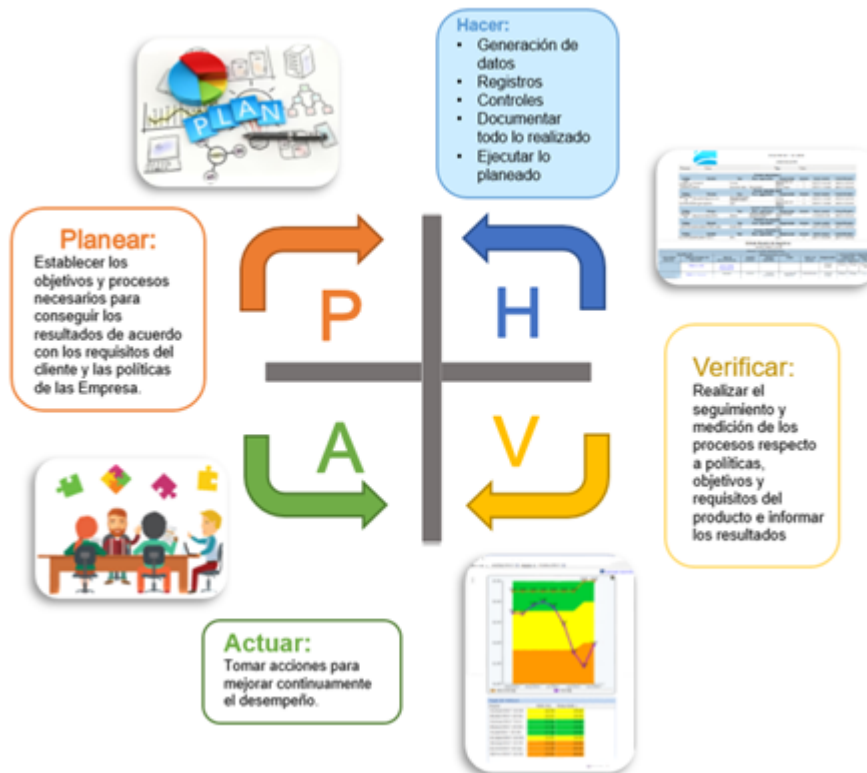 PLAN
Hacer:
• Generación de
datos
• Registros
• Controles
• Documentar
todo lo realizado
• Ejecutar lo
planeado
Planear:
Establecer los
objetivos y procesos
necesarios para
conseguir los
resultados de acuerdo
con los requisitos del
cliente y las políticas
de las Empresa.
P
H
A
V
Verificar:
Realizar el
seguimiento y
medición de los
procesos respecto
a políticas,
objetivos y
requisitos del
producto e informar
los resultados
Actuar:
Tomar acciones para
mejorar continuamente
el desempeño.